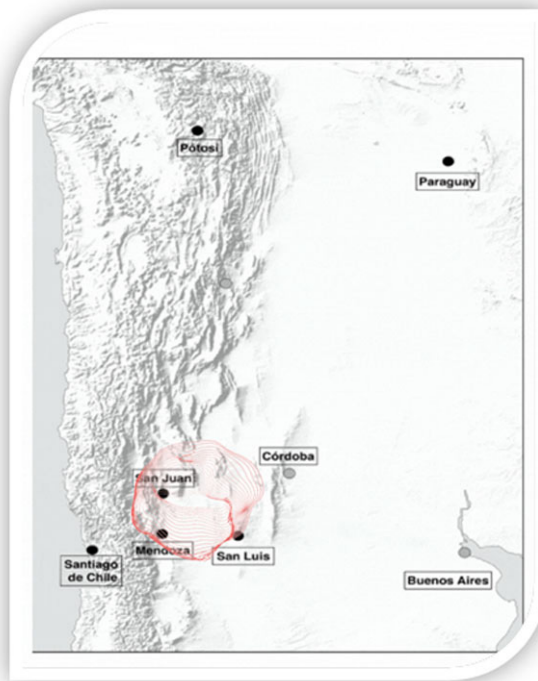 Pótosi
Paraguay
Córdoba
San Juan
Mendoza
San Luis
Santiago
de Chile
Buenos Aires